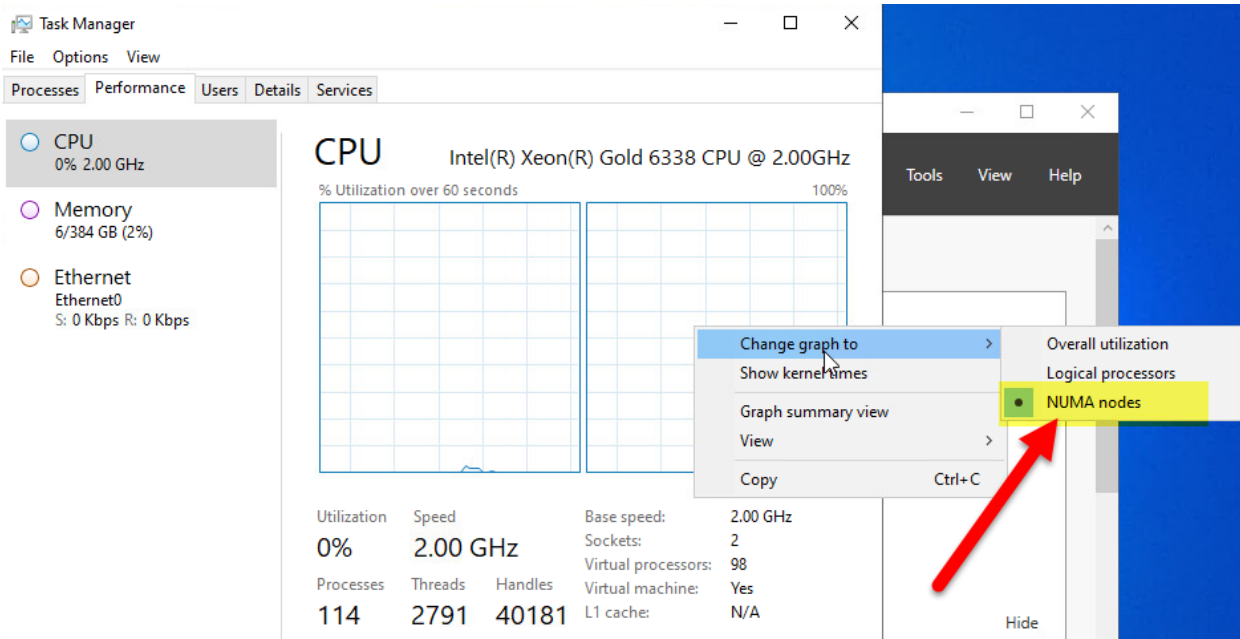 Task Manager
File Options View
Processes Performance Users Details Services
CPU
0% 2.00 GHz
Memory
6/384 GB (2%)
Ethernet
Ethernet0
S: 0 Kbps R: 0 Kbps
CPU Intel(R) Xeon(R) Gold 6338 CPU @ 2.00GHz
% Utilization over 60 seconds 100%
Tools View Help
Change graph to
Show kernel times
Graph summary view
View
Copy Ctrl+C
Overall utilization
Logical processors
NUMA nodes
Utilization Speed
0% 2.00 GHz
Processes Threads Handles
114 2791 40181
Base speed: 2.00 GHz
Sockets: 2
Virtual processors: 98
Virtual machine: Yes
L1 cache: N/A
Hide